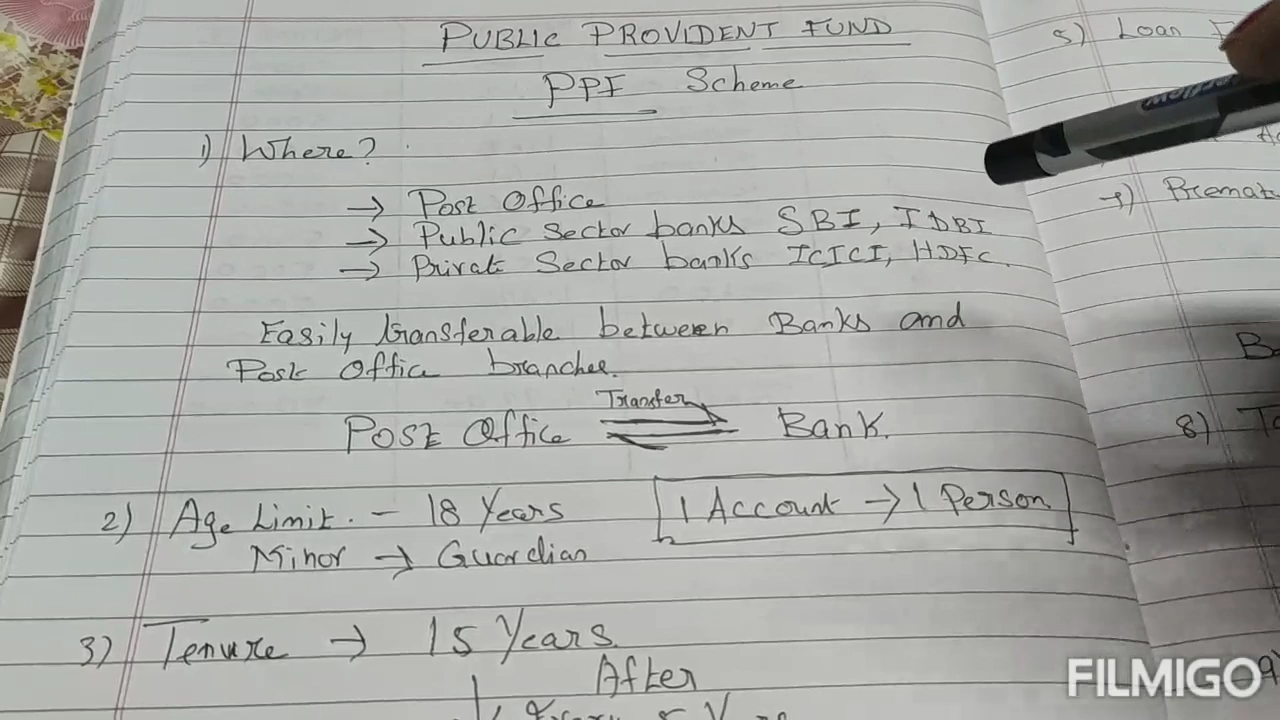 PUBLIC PROVIDENT FUND
PPF Scheme
1) Where?
→ Post Office
→ Public Sector banks SBI, IDBI
→ Private Sector banks ICICI, HDFC.
Easily transferable between Banks and
Post Office branches.
Transfer
Post Office ⇌ Bank.
2) Age Limit. - 18 Years
1 Account → 1 Person
Minor → Guardian
3) Tenure → 15 Years
After
5) Loan
Premat
8)
9)
FILMIGO